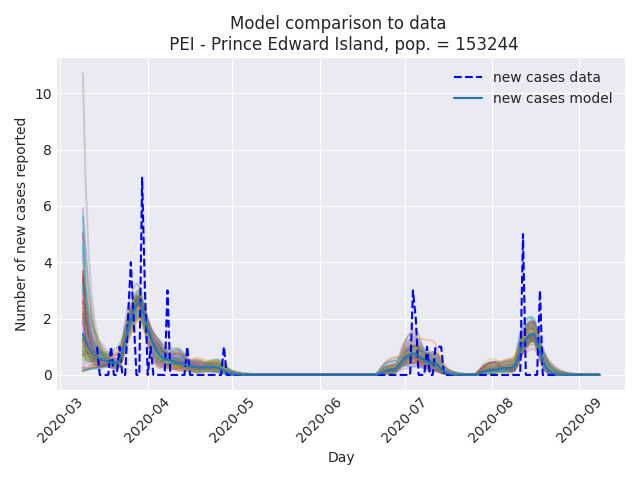 Model comparison to data
PEI - Prince Edward Island, pop. = 153244
new cases data
new cases model
Number of new cases reported
10
8
6
4
2
0
2020-03
2020-04
2020-05
2020-06
2020-07
2020-08
2020-09
Day